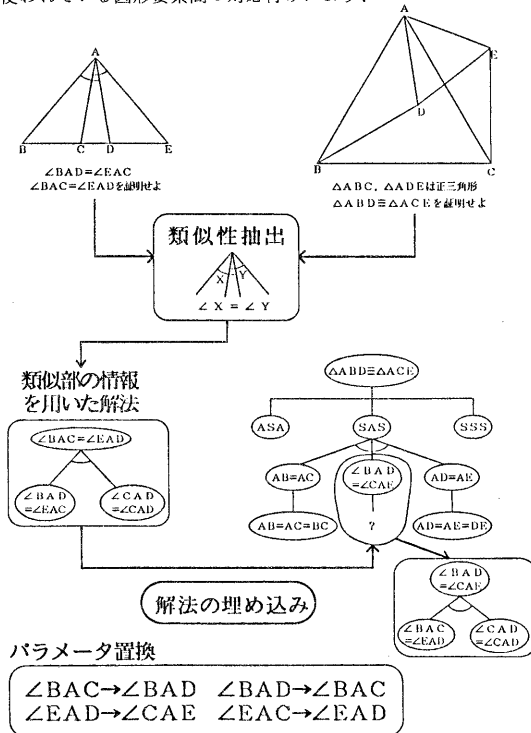 A
B C D E
∠BAD=∠EAC
∠BAC=∠EADを証明せよ
A
E
D
B
C
△ABC，△ADEは正三角形
△ABD≡△ACEを証明せよ
類似性抽出
X Y
∠X=∠Y
類似部の情報
を用いた解法
∠BAC=∠EAD
∠BAD
=∠EAC
∠CAD
=∠CAD
△ABD≡△ACE
ASA
SAS
SSS
AB=AC
∠BAD
=∠CAE
AD=AE
AB=AC=BC
?
AD=AE=DE
解法の埋め込み
∠BAD
=∠CAE
∠BAC
=∠EAD
∠CAD
=∠CAD
パラメータ置換
∠BAC→∠BAD ∠BAD→∠BAC
∠EAD→∠CAE ∠EAC→∠EAD